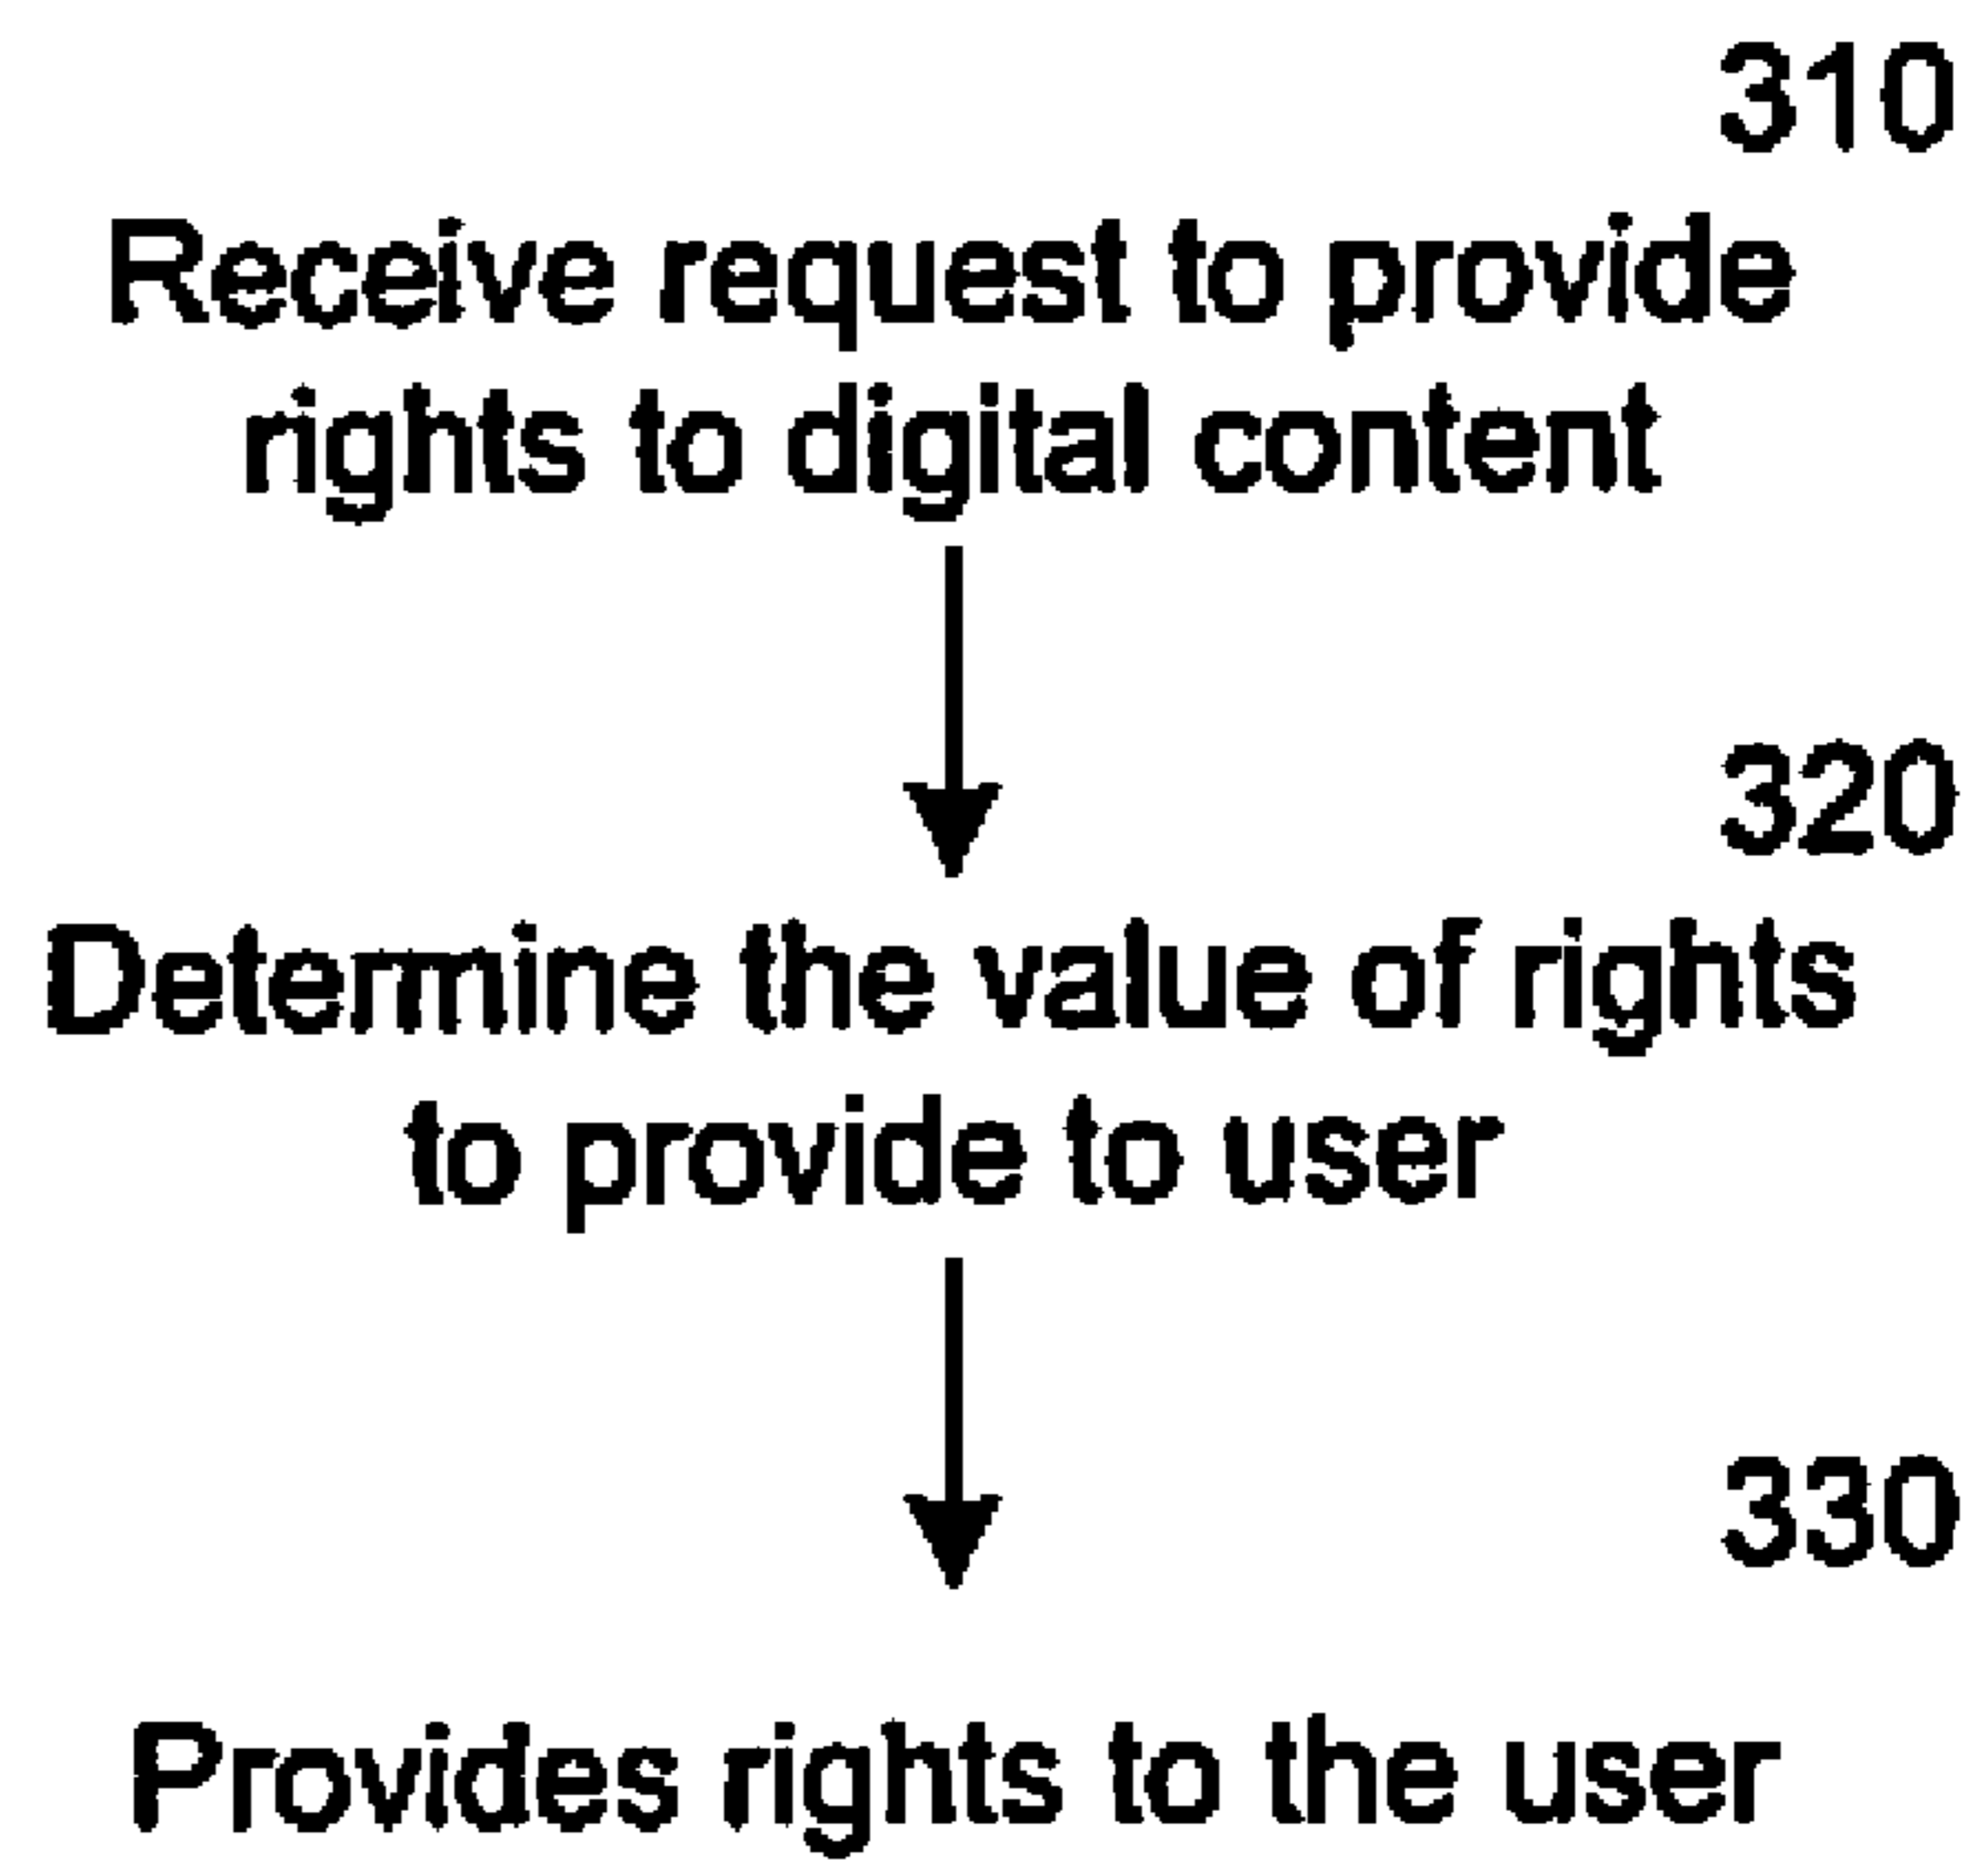 310
Receive request to provide
rights to digital content
320
Determine the value of rights
to provide to user
330
Provides rights to the user